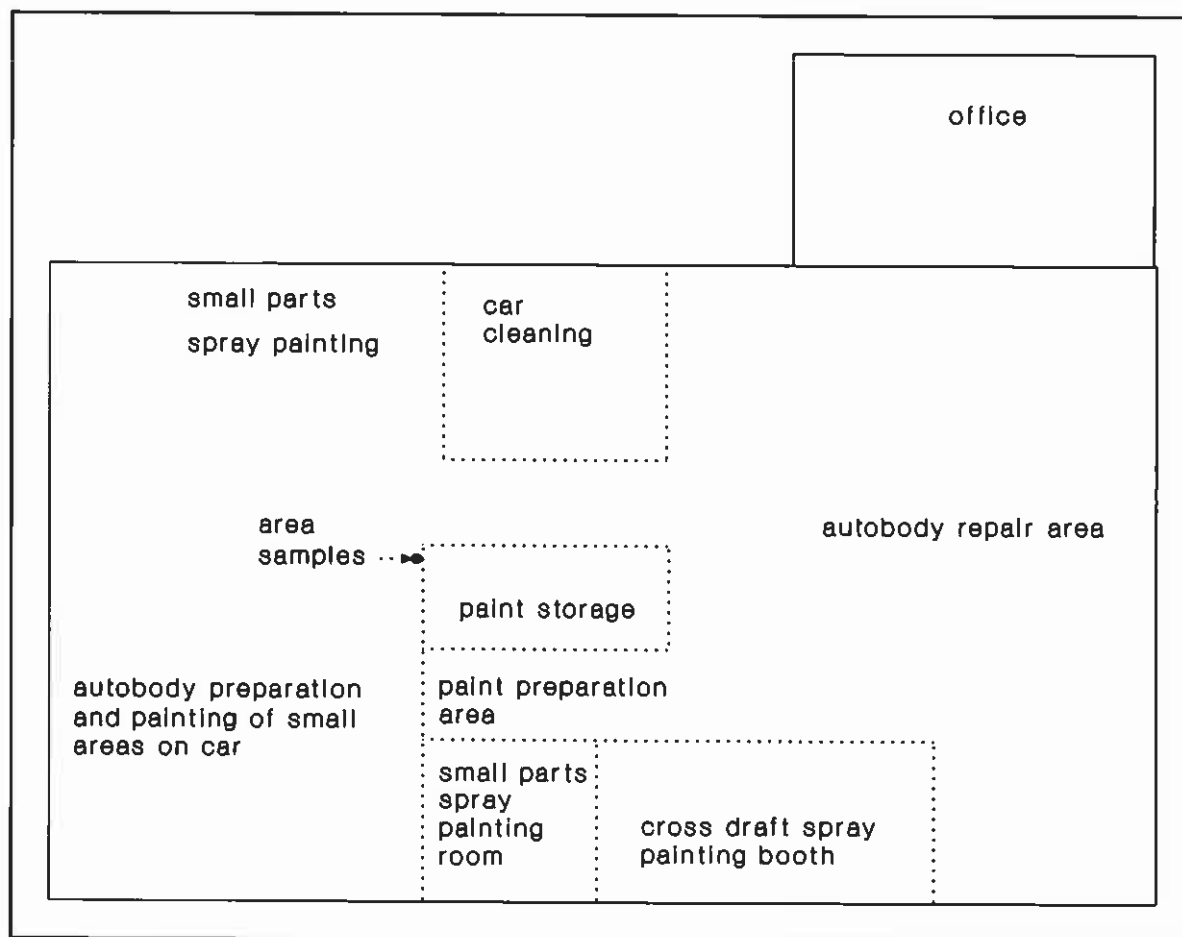 office
small parts
spray painting
car
cleaning
area
samples
autobody repair area
paint storage
autobody preparation
and painting of small
areas on car
paint preparation
area
small parts
spray
painting
room
cross draft spray
painting booth